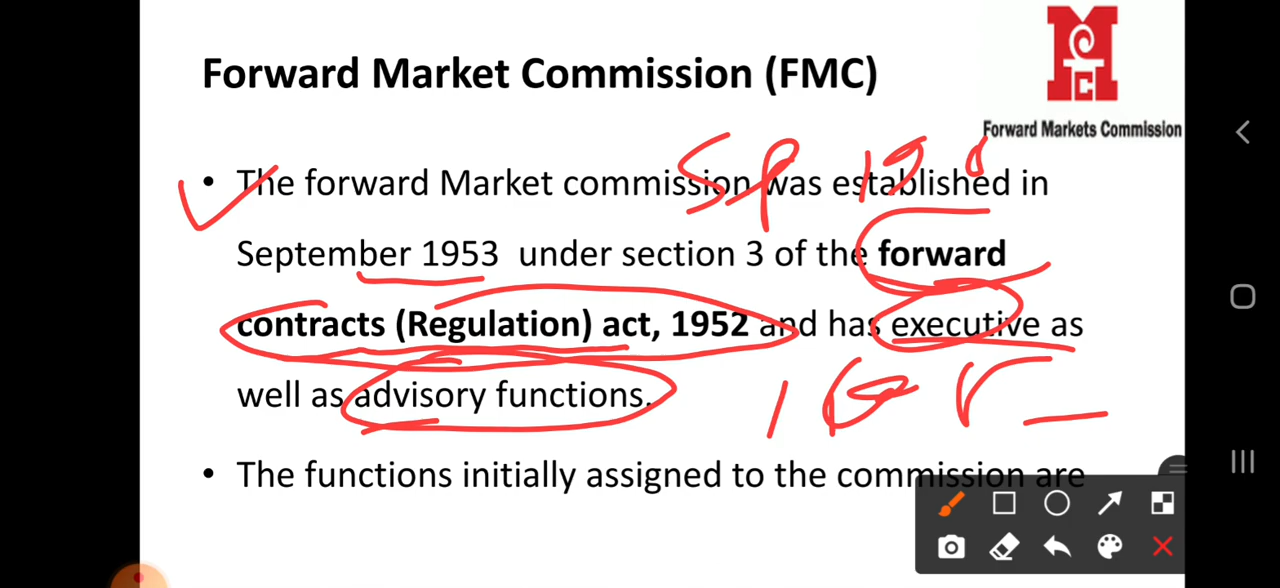 Forward Market Commission (FMC)
Forward Markets Commission
• The forward Market commission was established in
September 1953 under section 3 of the forward
contracts (Regulation) act, 1952 and has executive as
well as advisory functions.
• The functions initially assigned to the commission are